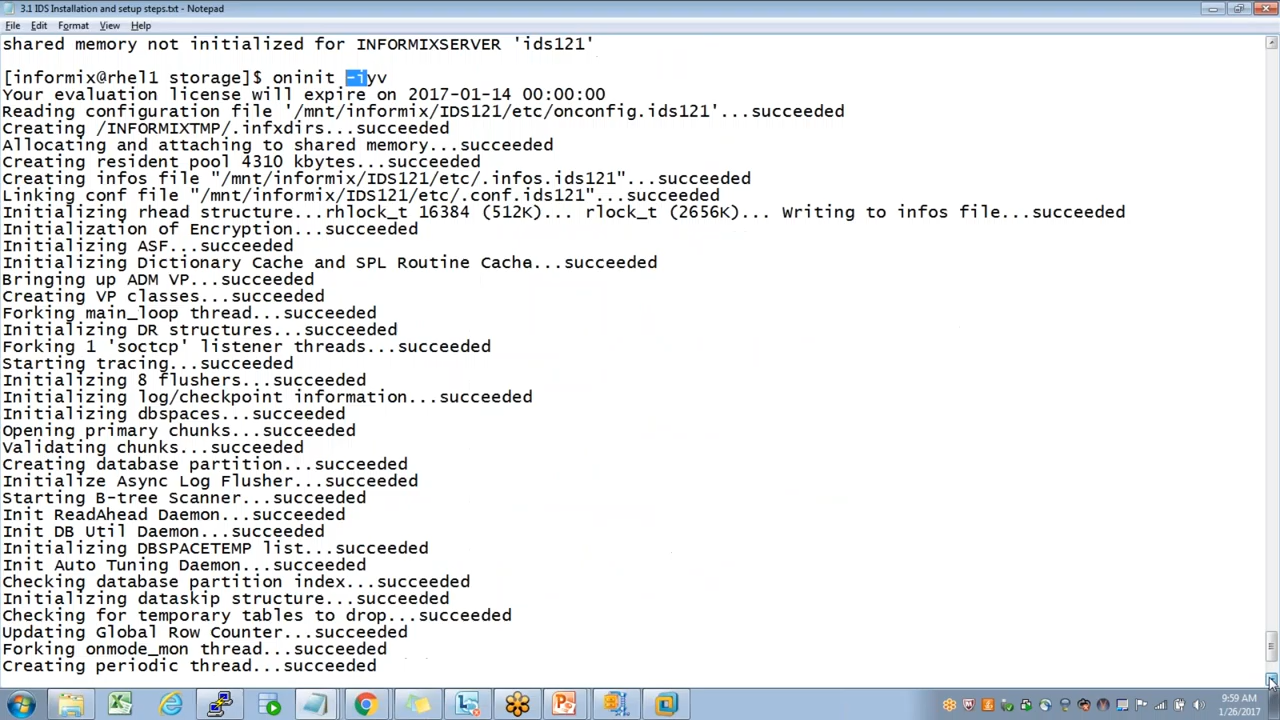 3.1 IDS Installation and setup steps.txt - Notepad
File Edit Format View Help
shared memory not initialized for INFORMIXSERVER 'ids121'
[informix@rhel1 storage]$ oninit -iyv
Your evaluation license will expire on 2017-01-14 00:00:00
Reading configuration file '/mnt/informix/IDS121/etc/onconfig.ids121'...succeeded
Creating /INFORMIXTMP/.infxdirs...succeeded
Allocating and attaching to shared memory...succeeded
Creating resident pool 4310 kbytes...succeeded
Creating infos file "/mnt/informix/IDS121/etc/.infos.ids121"...succeeded
Linking conf file "/mnt/informix/IDS121/etc/.conf.ids121"...succeeded
Initializing rhead structure...rhlock_t 16384 (512K)... rlock_t (2656K)... Writing to infos file...succeeded
Initialization of Encryption...succeeded
Initializing ASF...succeeded
Initializing Dictionary Cache and SPL Routine Cache...succeeded
Bringing up ADM VP...succeeded
Creating VP classes...succeeded
Forking main_loop thread...succeeded
Initializing DR structures...succeeded
Forking 1 'soctcp' listener threads...succeeded
Starting tracing...succeeded
Initializing 8 flushers...succeeded
Initializing log/checkpoint information...succeeded
Initializing dbspaces...succeeded
Opening primary chunks...succeeded
Validating chunks...succeeded
Creating database partition...succeeded
Initialize Async Log Flusher...succeeded
Starting B-tree Scanner...succeeded
Init ReadAhead Daemon...succeeded
Init DB Util Daemon...succeeded
Initializing DBSPACETEMP list...succeeded
Init Auto Tuning Daemon...succeeded
Checking database partition index...succeeded
Initializing dataskip structure...succeeded
Checking for temporary tables to drop...succeeded
Updating Global Row Counter...succeeded
Forking onmode_mon thread...succeeded
Creating periodic thread...succeeded
9:59 AM
1/26/2017